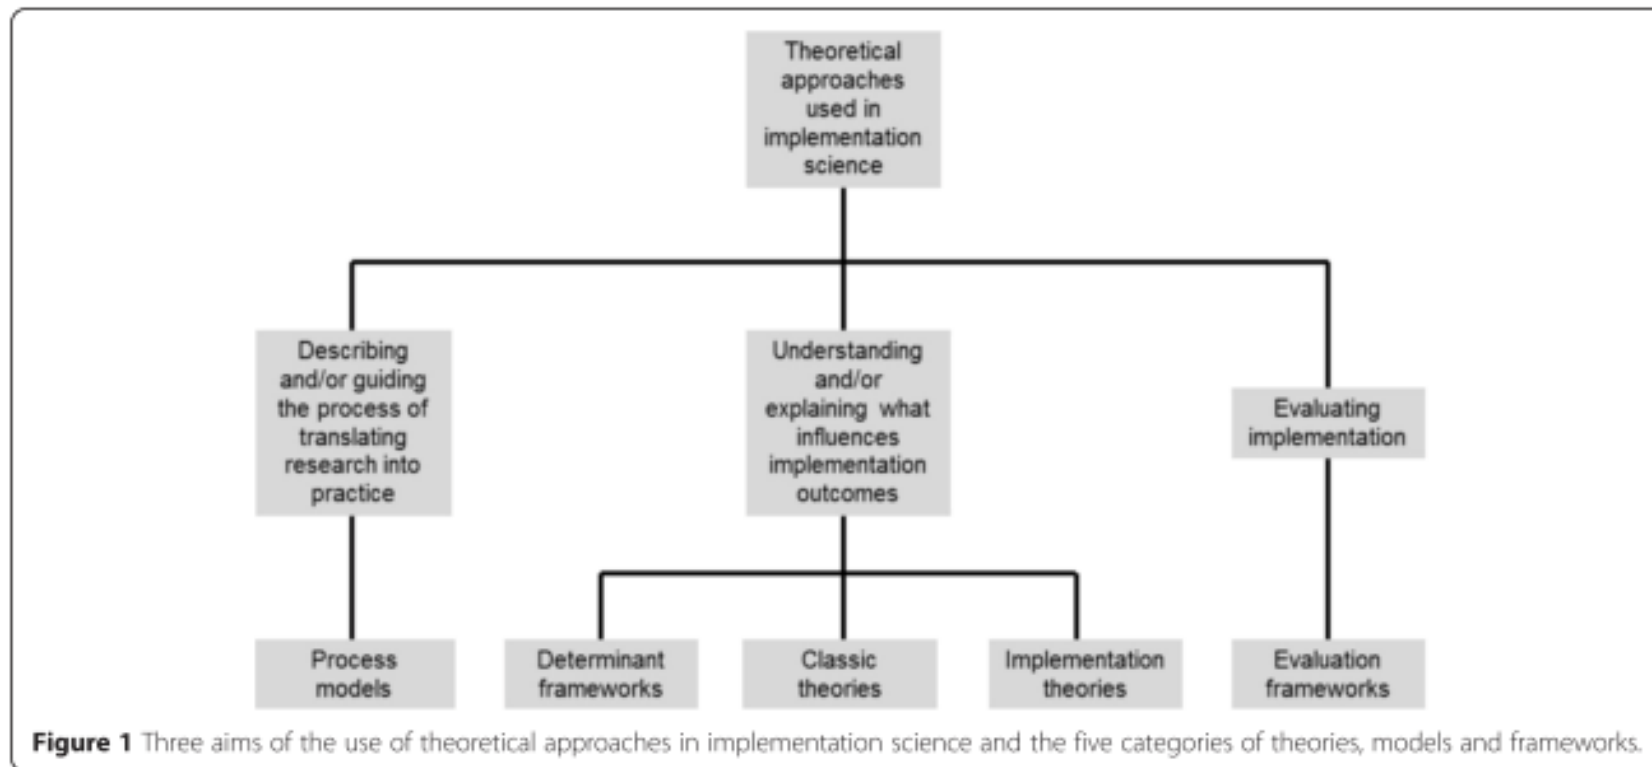 Theoretical
approaches
used in
implementation
science
Describing
and/or guiding
the process of
translating
research into
practice
Understanding
and/or
explaining what
influences
implementation
outcomes
Evaluating
implementation
Process
models
Determinant
frameworks
Classic
theories
Implementation
theories
Evaluation
frameworks
Figure 1 Three aims of the use of theoretical approaches in implementation science and the five categories of theories, models and frameworks.